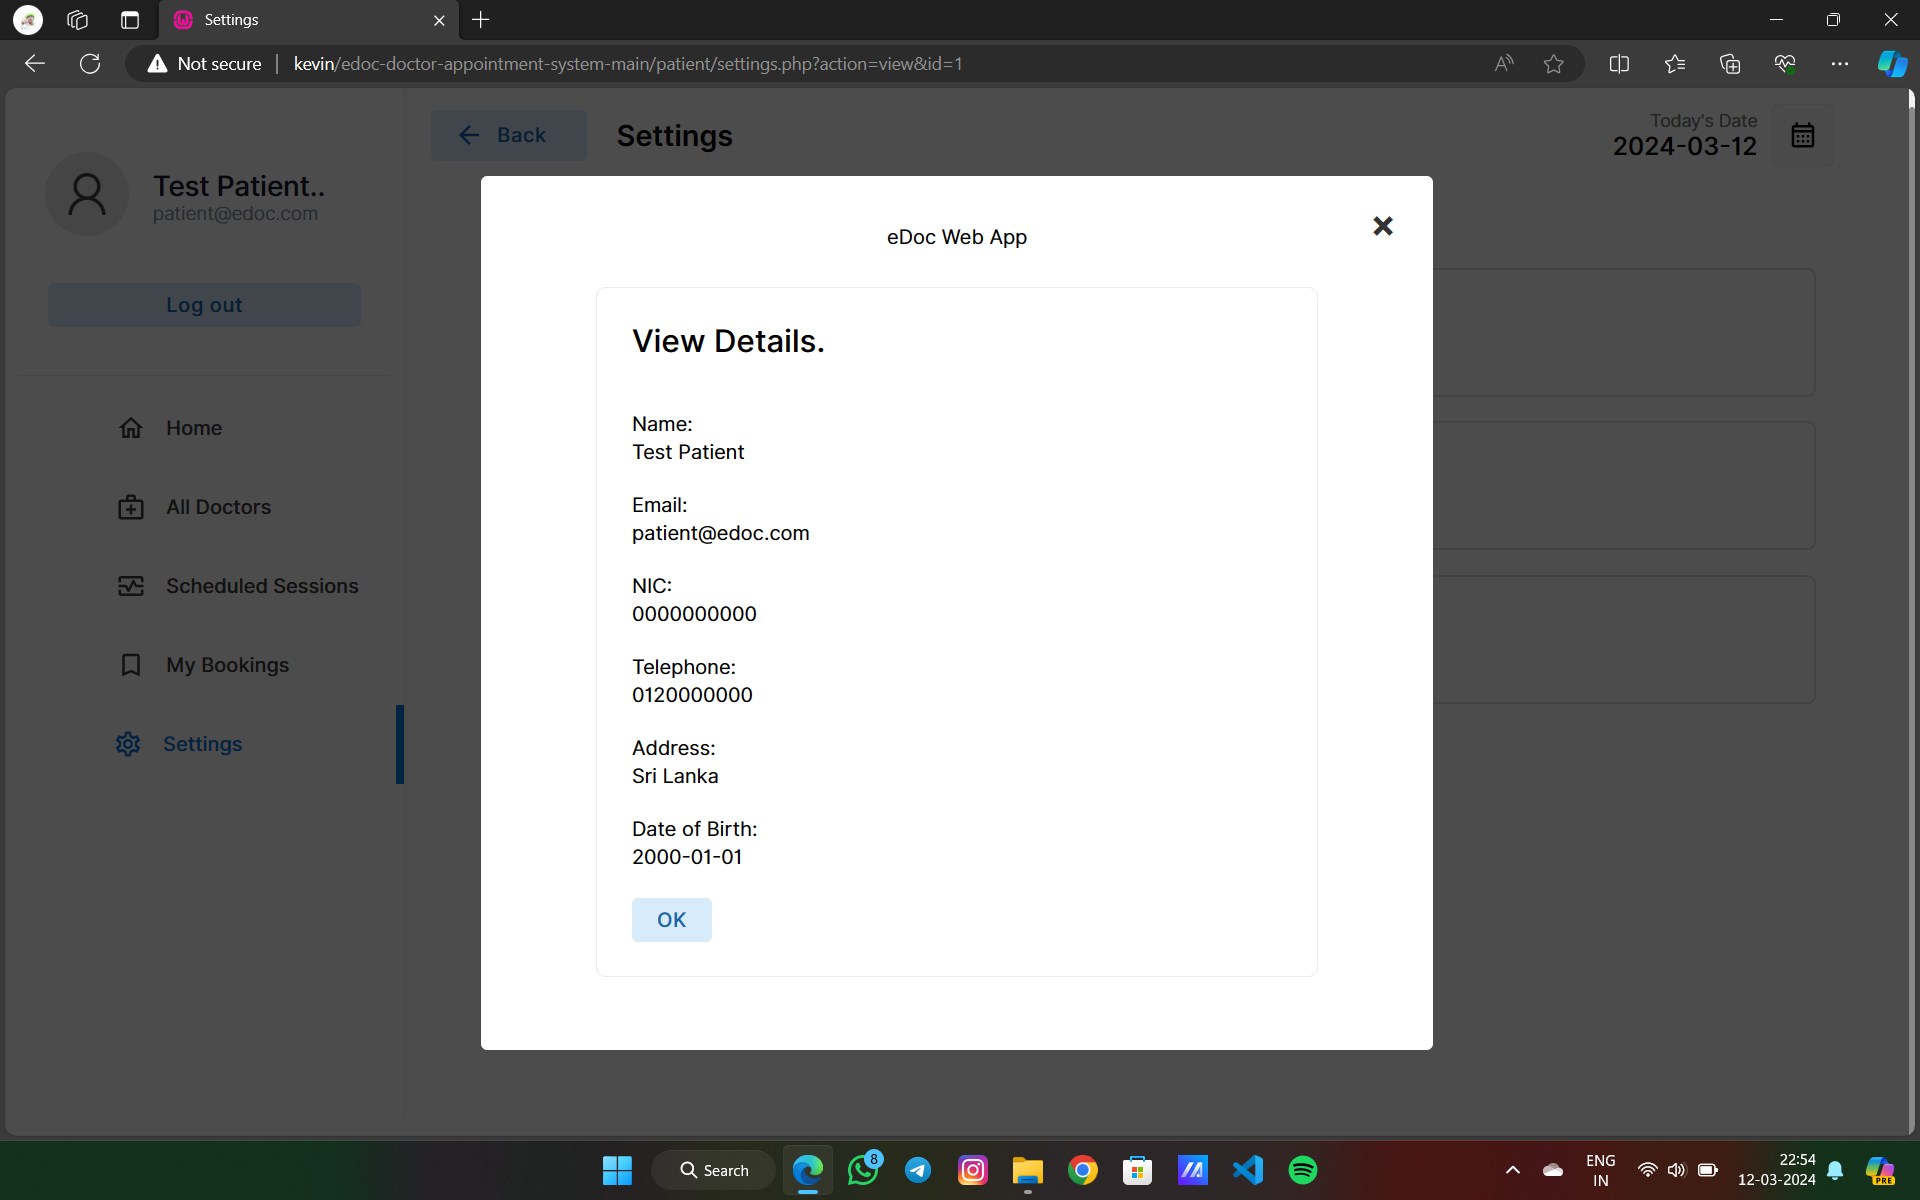 Settings
Not secure
kevin/edoc-doctor-appointment-system-main/patient/settings.php?action=view&id=1
Test Patient..
patient@edoc.com
Log out
Home
All Doctors
Scheduled Sessions
My Bookings
Settings
Back
Settings
Today's Date
2024-03-12
eDoc Web App
View Details.
Name:
Test Patient
Email:
patient@edoc.com
NIC:
0000000000
Telephone:
0120000000
Address:
Sri Lanka
Date of Birth:
2000-01-01
OK
Search
8
ENG
IN
22:54
12-03-2024
PRE